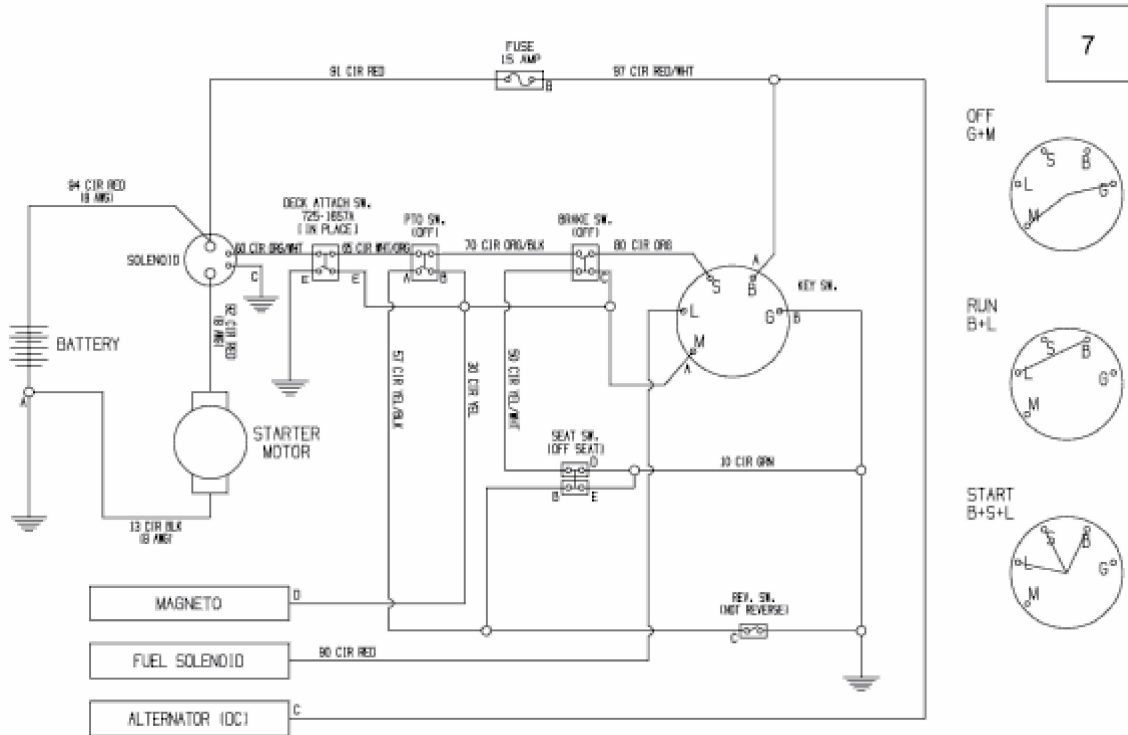 7
FUSE
15 AMP
B
91 CIR RED
97 CIR RED/WHT
OFF
G+M
S
B
L
G
M
94 CIR RED
(8 AWG)
DECK ATTACH SW.
725-1657A
(IN PLACE)
PTO SW.
(OFF)
BRAKE SW.
(OFF)
60 CIR ORG/WHT
65 CIR WHT/ORG
70 CIR ORG/BLK
80 CIR ORG
SOLENOID
C
E
E
A
B
C
A
S
B
KEY SW.
L
G
B
M
A
RUN
B+L
S
B
L
G
M
92 CIR RED
(8 AWG)
BATTERY
A
57 CIR YEL/BLK
30 CIR YEL
50 CIR YEL/WHT
STARTER
MOTOR
SEAT SW.
(OFF SEAT)
D
B
E
10 CIR GRN
START
B+S+L
S
B
L
G
M
13 CIR BLK
(8 AWG)
MAGNETO
D
REV. SW.
(NOT REVERSE)
C
FUEL SOLENOID
90 CIR RED
ALTERNATOR (DC)
C